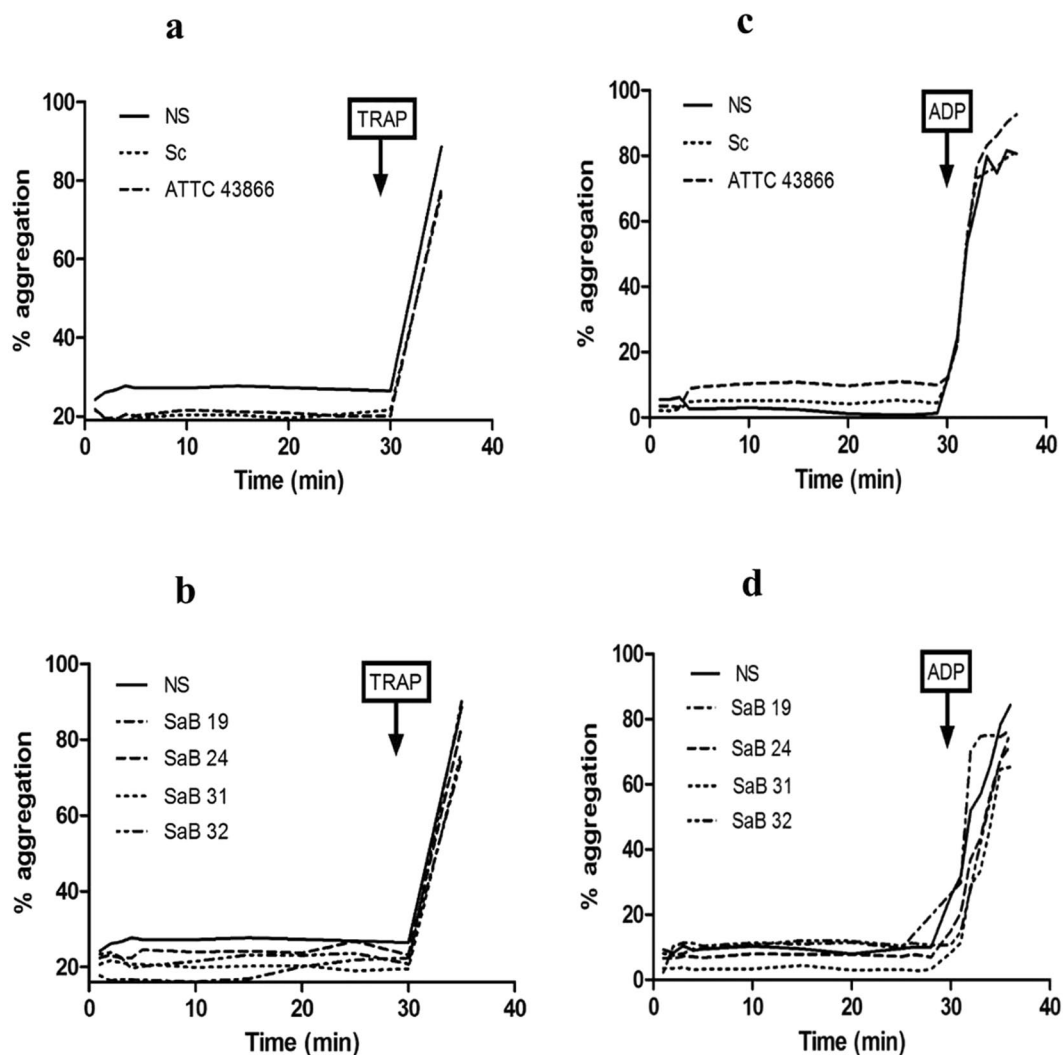 a
100
80
60
40
20
0
10
20
30
40
% aggregation
Time (min)
NS
Sc
ATTC 43866
TRAP
c
100
80
60
40
20
0
0
10
20
30
40
% aggregation
Time (min)
NS
Sc
ATTC 43866
ADP
b
100
80
60
40
20
0
10
20
30
40
% aggregation
Time (min)
NS
SaB 19
SaB 24
SaB 31
SaB 32
TRAP
d
100
80
60
40
20
0
0
10
20
30
40
% aggregation
Time (min)
NS
SaB 19
SaB 24
SaB 31
SaB 32
ADP